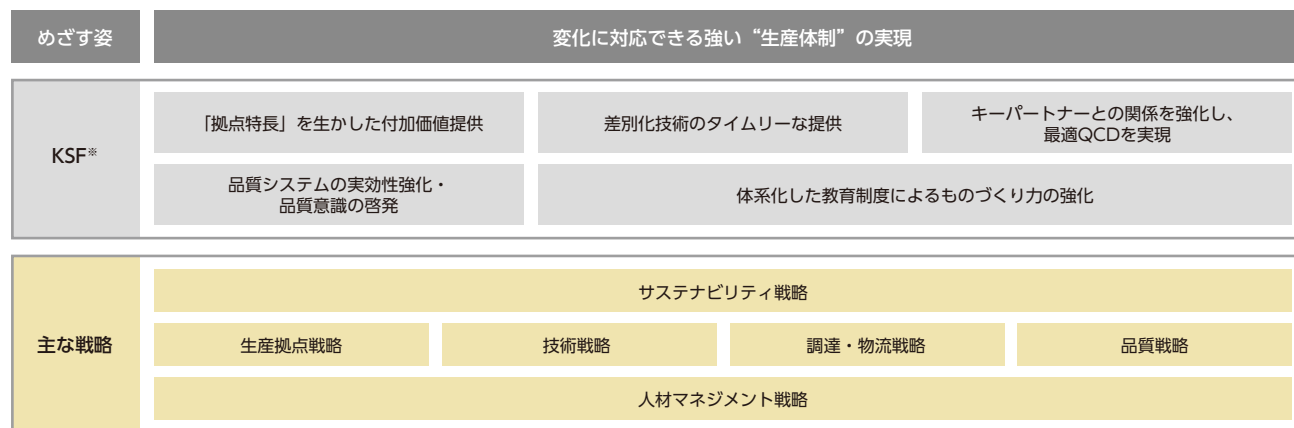 めざす姿
変化に対応できる強い“生産体制”の実現
KSF※
「拠点特長」を生かした付加価値提供
差別化技術のタイムリーな提供
キーパートナーとの関係を強化し、
最適QCDを実現
品質システムの実効性強化・
品質意識の啓発
体系化した教育制度によるものづくり力の強化
主な戦略
サステナビリティ戦略
生産拠点戦略
技術戦略
調達・物流戦略
品質戦略
人材マネジメント戦略